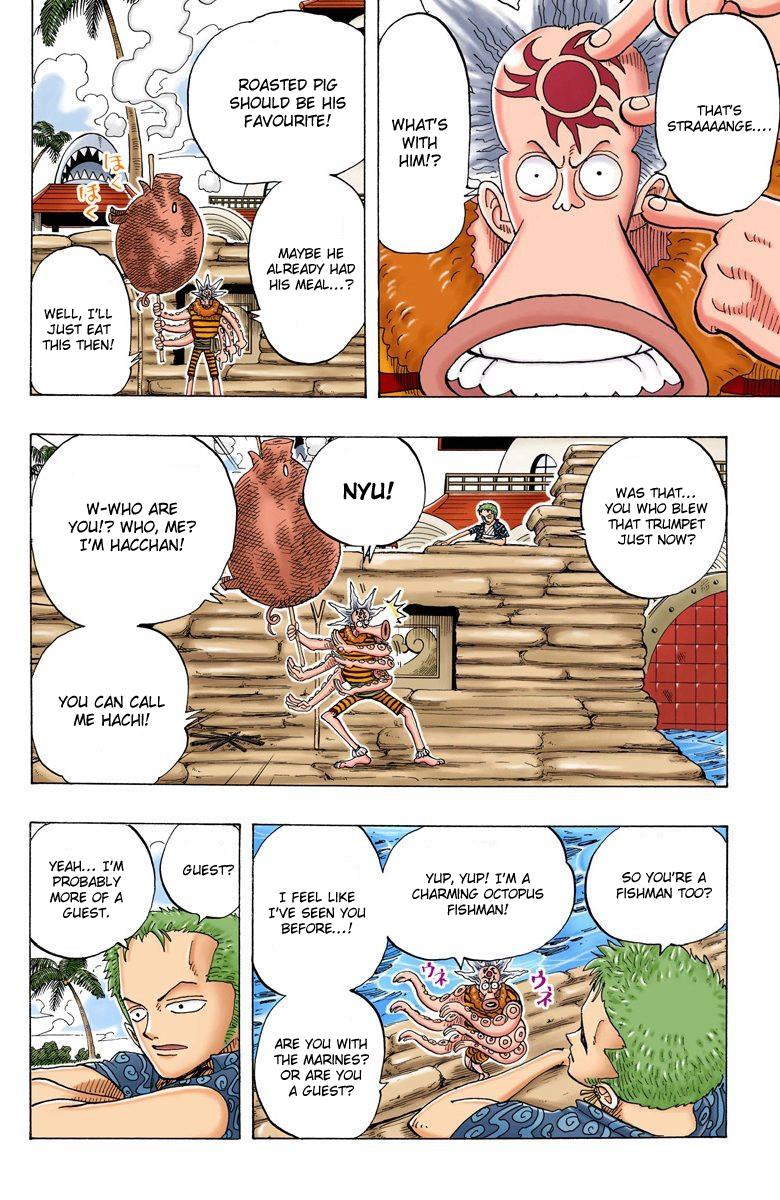 THAT'S
STRAAAANGE....
WHAT'S
WITH
HIM!?
ROASTED PIG
SHOULD BE HIS
FAVOURITE!
MAYBE HE
ALREADY HAD
HIS MEAL...?
ほく
ほく
WELL, I'LL
JUST EAT
THIS THEN!
WAS THAT...
YOU WHO BLEW
THAT TRUMPET
JUST NOW?
NYU!
W-WHO ARE
YOU!? WHO, ME?
I'M HACCHAN!
YOU CAN CALL
ME HACHI!
SO YOU'RE A
FISHMAN TOO?
YUP, YUP! I'M A
CHARMING OCTOPUS
FISHMAN!
ウネ
ウネ
I FEEL LIKE
I'VE SEEN YOU
BEFORE...!
ARE YOU
WITH THE
MARINES?
OR ARE YOU
A GUEST?
GUEST?
YEAH... I'M
PROBABLY
MORE OF A
GUEST.